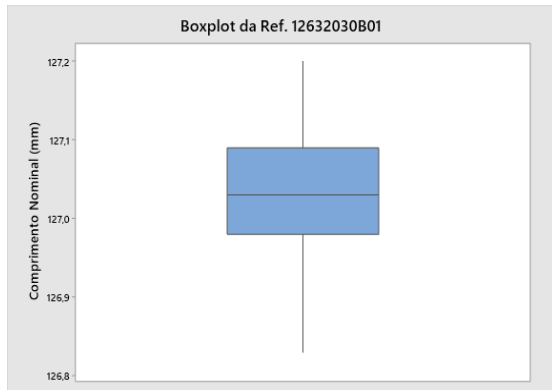 Boxplot da Ref. 12632030B01
127,2
127,1
127,0
126,9
126,8
Comprimento Nominal (mm)